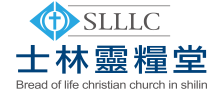 SLLLC
士林靈糧堂
Bread of life christian church in shilin